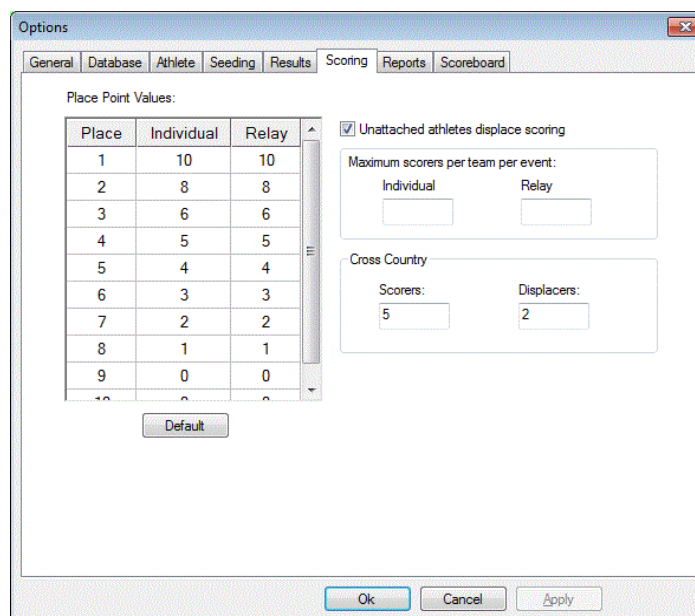 Options
General Database Athlete Seeding Results Scoring Reports Scoreboard
Place Point Values:
Place Individual Relay
1 10 10
2 8 8
3 6 6
4 5 5
5 4 4
6 3 3
7 2 2
8 1 1
9 0 0
Default
Unattached athletes displace scoring
Maximum scorers per team per event:
Individual Relay
Cross Country
Scorers: Displacers:
5 2
Ok Cancel Apply